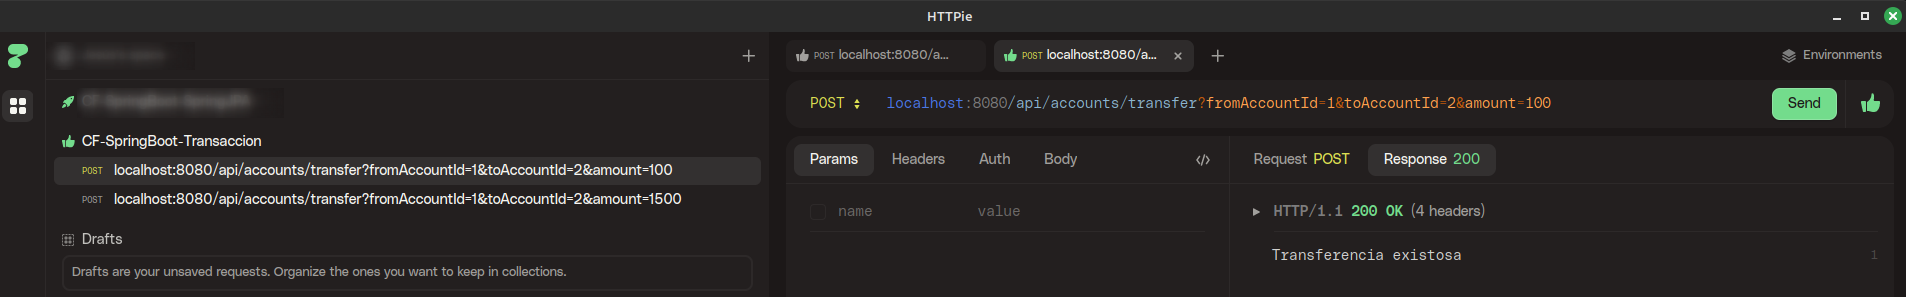 HTTPie
CF-SpringBoot-Transaccion
POST localhost:8080/api/accounts/transfer?fromAccountId=1&toAccountId=2&amount=100
POST localhost:8080/api/accounts/transfer?fromAccountId=1&toAccountId=2&amount=1500
Drafts
Drafts are your unsaved requests. Organize the ones you want to keep in collections.
POST localhost:8080/a...
POST localhost:8080/a...
Environments
POST localhost:8080/api/accounts/transfer?fromAccountId=1&toAccountId=2&amount=100
Send
Params Headers Auth Body
name value
Request POST Response 200
HTTP/1.1 200 OK (4 headers)
Transferencia existosa 1